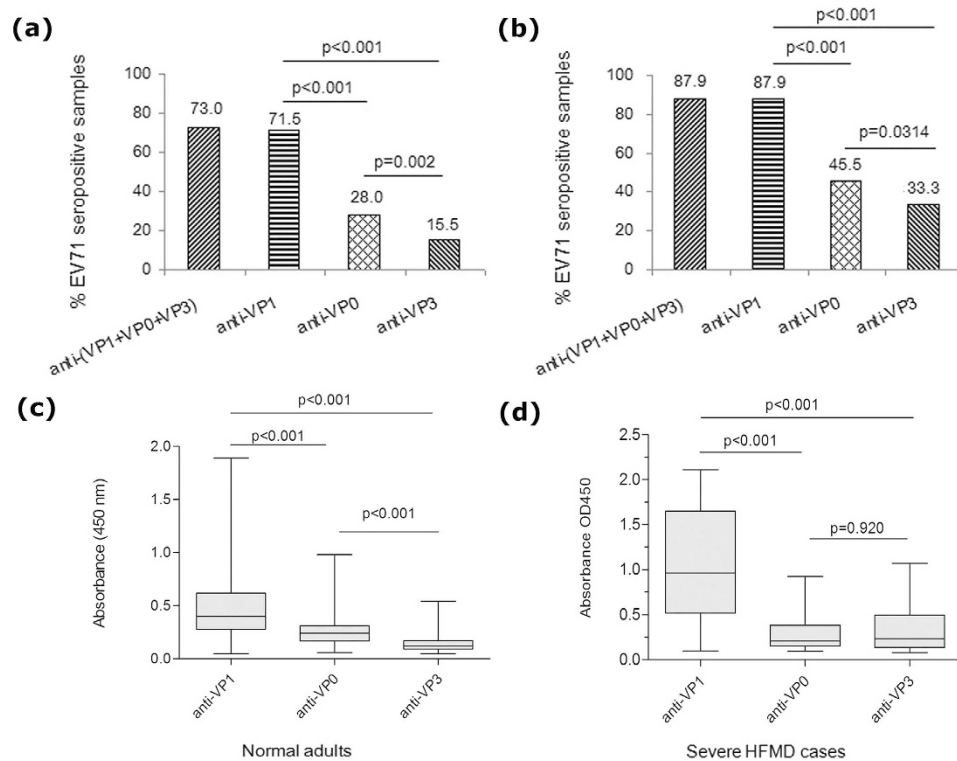 (a)
p<0.001
p<0.001
p=0.002
% EV71 seropositive samples
100
80
60
40
20
0
73.0
71.5
28.0
15.5
anti-(VP1+VP0+VP3)
anti-VP1
anti-VP0
anti-VP3
(b)
p<0.001
p<0.001
p=0.0314
% EV71 seropositive samples
100
80
60
40
20
0
87.9
87.9
45.5
33.3
anti-(VP1+VP0+VP3)
anti-VP1
anti-VP0
anti-VP3
(c)
p<0.001
p<0.001
p<0.001
Absorbance (450 nm)
2.0
1.5
1.0
0.5
0.0
anti-VP1
anti-VP0
anti-VP3
Normal adults
(d)
p<0.001
p<0.001
p=0.920
Absorbance OD450
2.5
2.0
1.5
1.0
0.5
0.0
anti-VP1
anti-VP0
anti-VP3
Severe HFMD cases